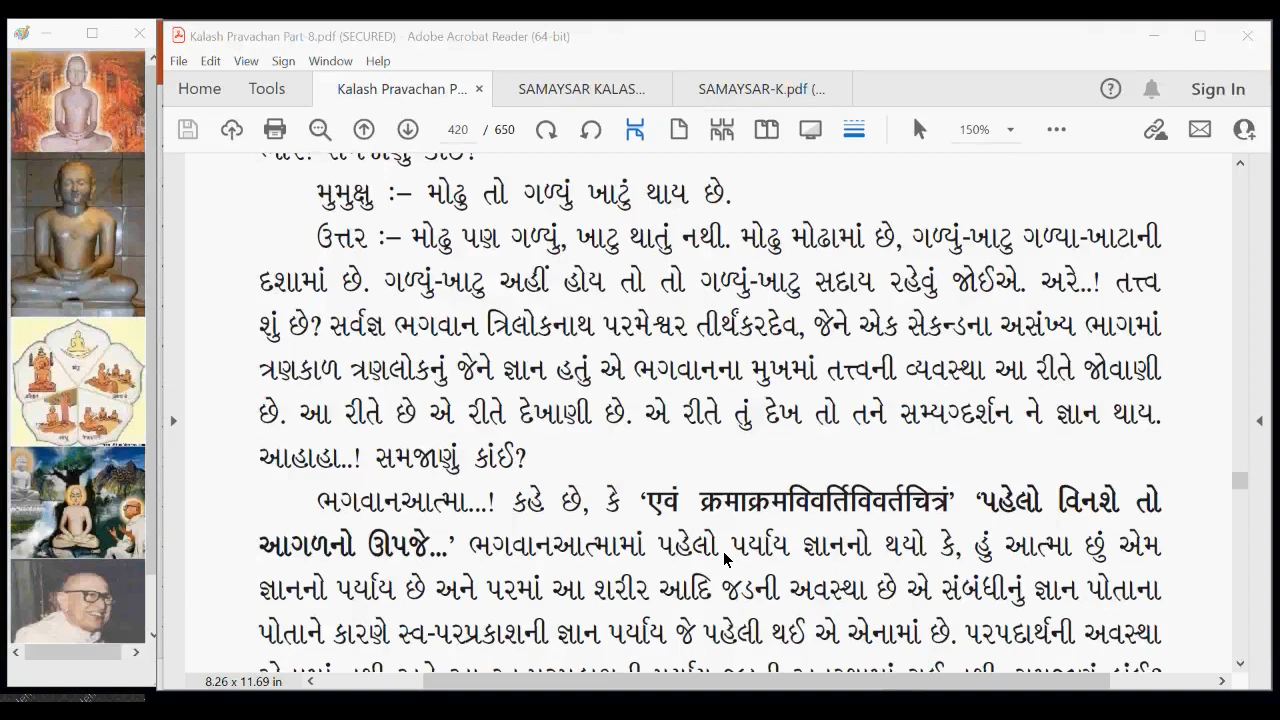 Kalash Pravachan Part-8.pdf (SECURED) - Adobe Acrobat Reader (64-bit)
File Edit View Sign Window Help
Home Tools Kalash Pravachan P... × SAMAYSAR KALAS... SAMAYSAR-K.pdf (... Sign In
420 / 650 150%
મુમુક્ષુ :– મોઢુ તો ગળ્યું ખાટું થાય છે.
ઉત્તર :– મોઢુ પણ ગળ્યું, ખાટુ થાતું નથી. મોઢુ મોઢામાં છે, ગળ્યું-ખાટુ ગળ્યા-ખાટાની
દશામાં છે. ગળ્યું-ખાટુ અહીં હોય તો તો ગળ્યું-ખાટુ સદાય રહેવું જોઈએ. અરે..! તત્ત્વ
શું છે? સર્વજ્ઞ ભગવાન ત્રિલોકનાથ પરમેશ્વર તીર્થંકરદેવ, જેને એક સેકન્ડના અસંખ્ય ભાગમાં
ત્રણકાળ ત્રણલોકનું જેને જ્ઞાન હતું એ ભગવાનના મુખમાં તત્ત્વની વ્યવસ્થા આ રીતે જોવાણી
છે. આ રીતે છે એ રીતે દેખાણી છે. એ રીતે તું દેખ તો તને સમ્યગ્દર્શન ને જ્ઞાન થાય.
આહાહા..! સમજાણું કાંઈ?
ભગવાનઆત્મા...! કહે છે, કે ‘एवं क्रमाक्रमविवर्तिविवर्तचित्रं’ ‘પહેલો વિનશે તો
આગળનો ઊપજે...’ ભગવાનઆત્મામાં પહેલો પર્યાય જ્ઞાનનો થયો કે, હું આત્મા છું એમ
જ્ઞાનનો પર્યાય છે અને પરમાં આ શરીર આદિ જડની અવસ્થા છે એ સંબંધીનું જ્ઞાન પોતાના
પોતાને કારણે સ્વ-પરપ્રકાશની જ્ઞાન પર્યાય જે પહેલી થઈ એ એનામાં છે. પરપદાર્થની અવસ્થા
8.26 x 11.69 in